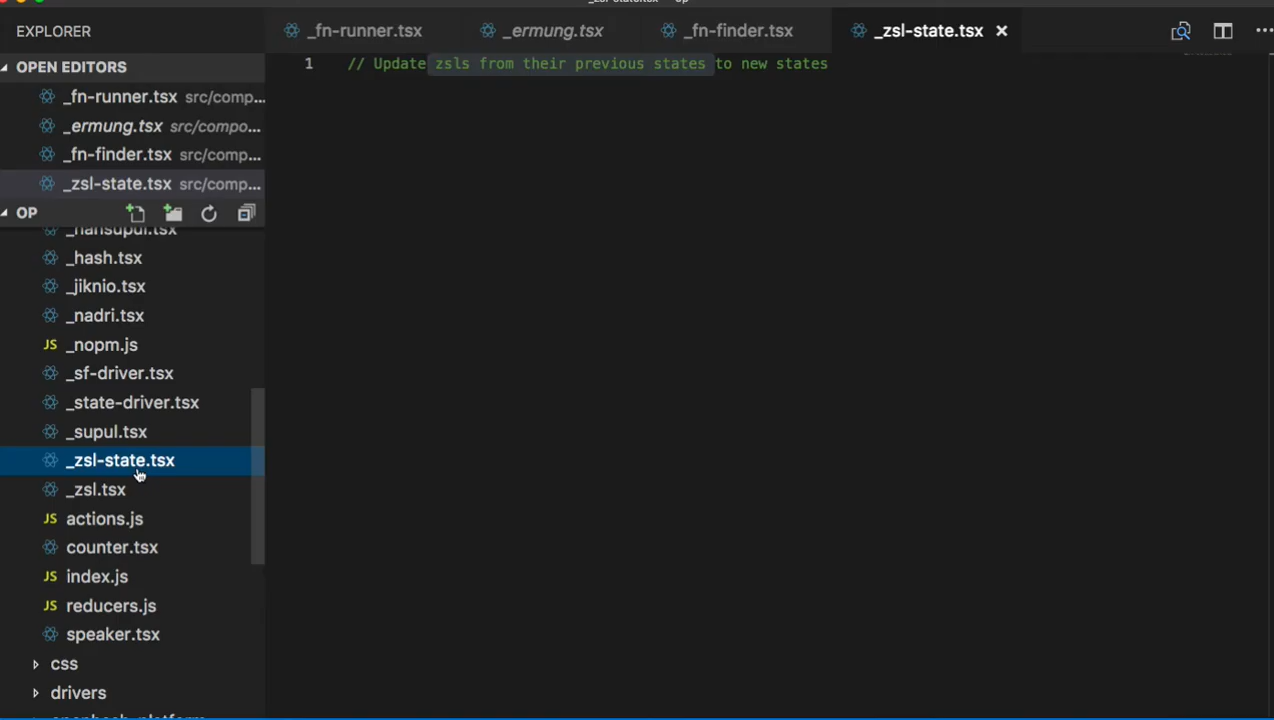 EXPLORER
_fn-runner.tsx
_ermung.tsx
_fn-finder.tsx
_zsl-state.tsx
OPEN EDITORS
_fn-runner.tsx src/comp...
_ermung.tsx src/compo...
_fn-finder.tsx src/comp...
_zsl-state.tsx src/comp...
OP
_hash.tsx
_jiknio.tsx
_nadri.tsx
JS _nopm.js
_sf-driver.tsx
_state-driver.tsx
_supul.tsx
_zsl-state.tsx
_zsl.tsx
JS actions.js
counter.tsx
JS index.js
JS reducers.js
speaker.tsx
css
drivers
1 // Update zsls from their previous states to new states